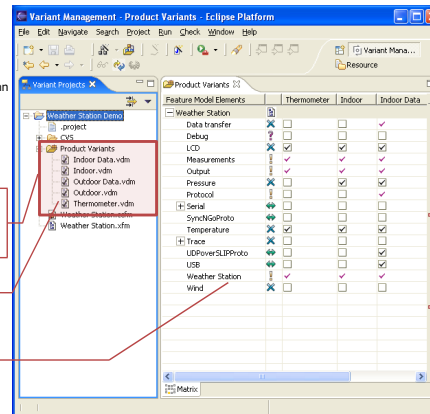 Variant Management - Product Variants - Eclipse Platform
File Edit Navigate Search Project Run Check Window Help
Variant Mana...
Resource
Variant Projects
Product Variants
Feature Model Elements Thermometer Indoor Indoor Data
Weather Station Demo
.project
CVS
Product Variants
Indoor Data.vdm
Indoor.vdm
Outdoor Data.vdm
Outdoor.vdm
Thermometer.vdm
Weather Station.ccfm
Weather Station.xfm
Weather Station
Data transfer
Debug
LCD
Measurements
Output
Pressure
Protocol
Serial
SyncNGoProto
Temperature
Trace
UDPoverSLIPProto
USB
Weather Station
Wind
Matrix